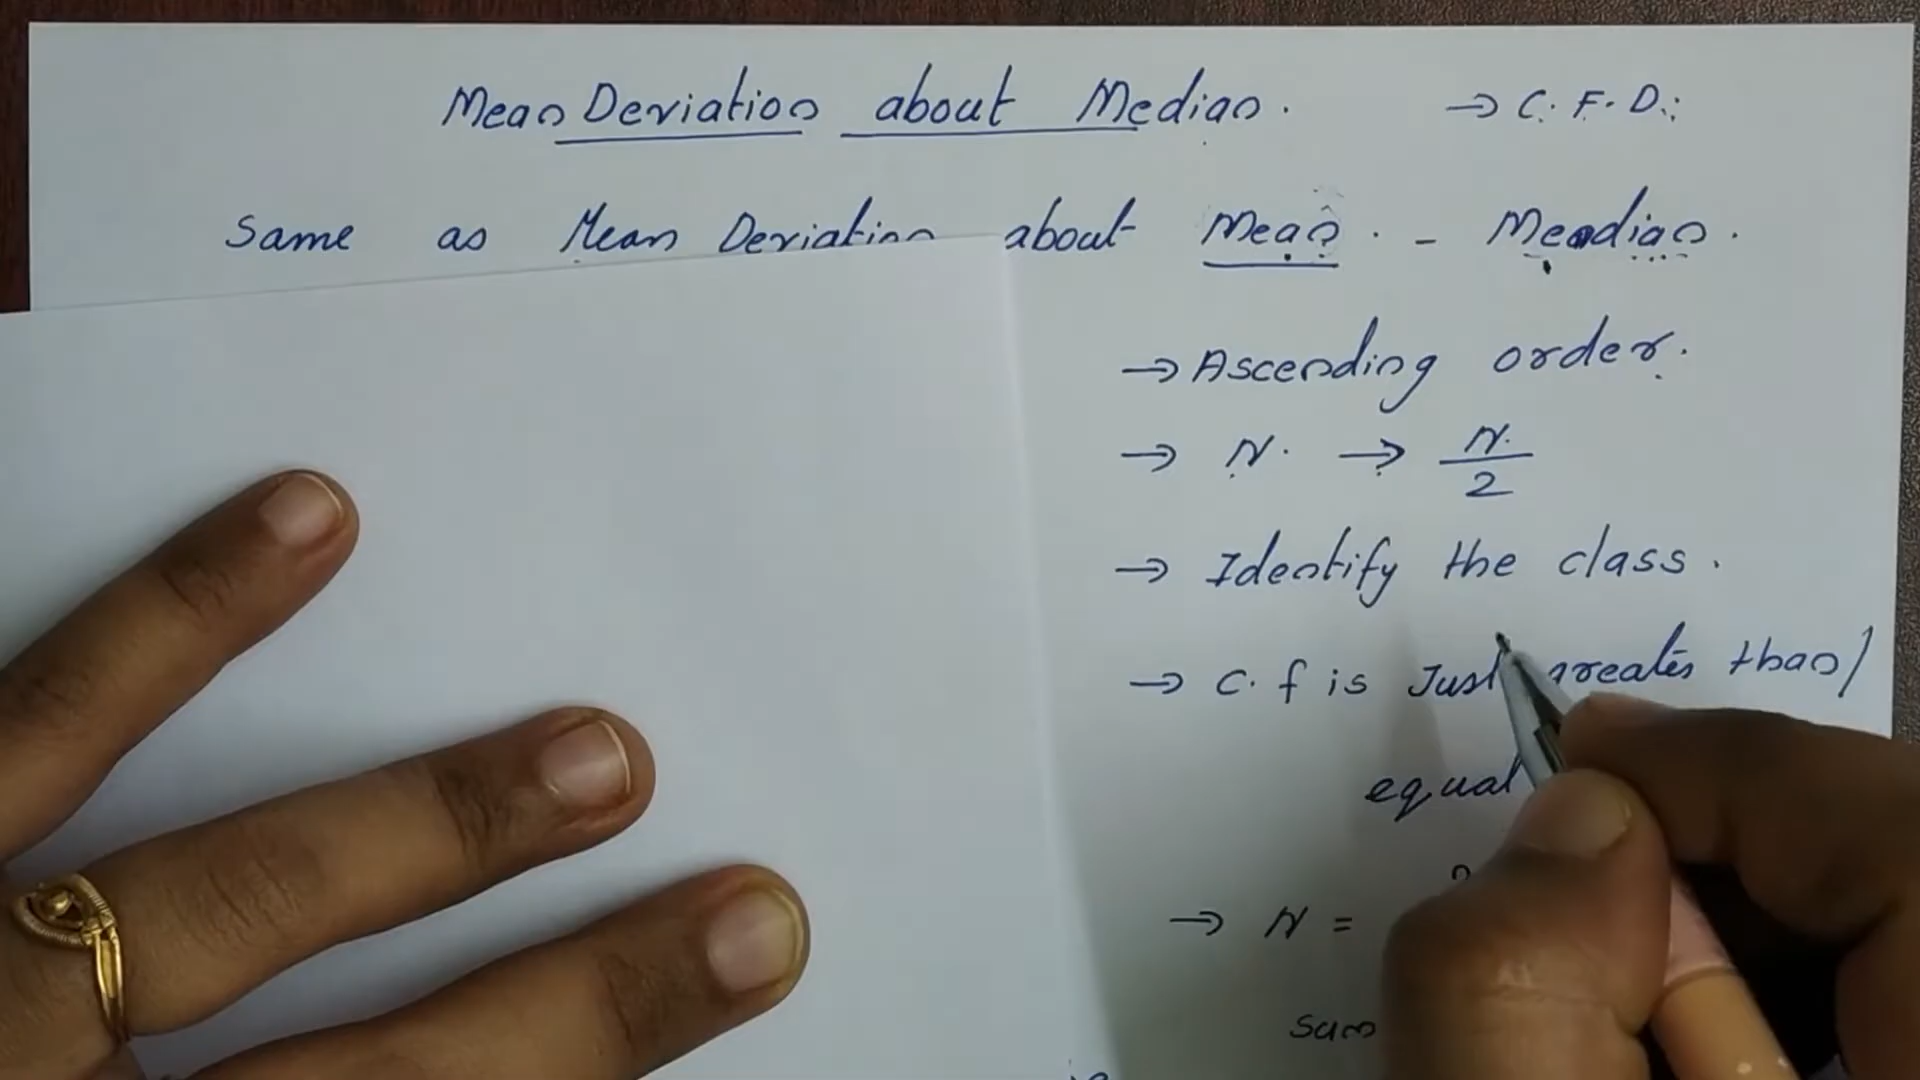 Mean Deviation about Median. → C.F.D.:
Same as Mean Deviation about Mean. - Meadian.
→ Ascending order.
→ N. → N/2
→ Identify the class.
→ C.f is Just greater than/
equal
→ N =
sum